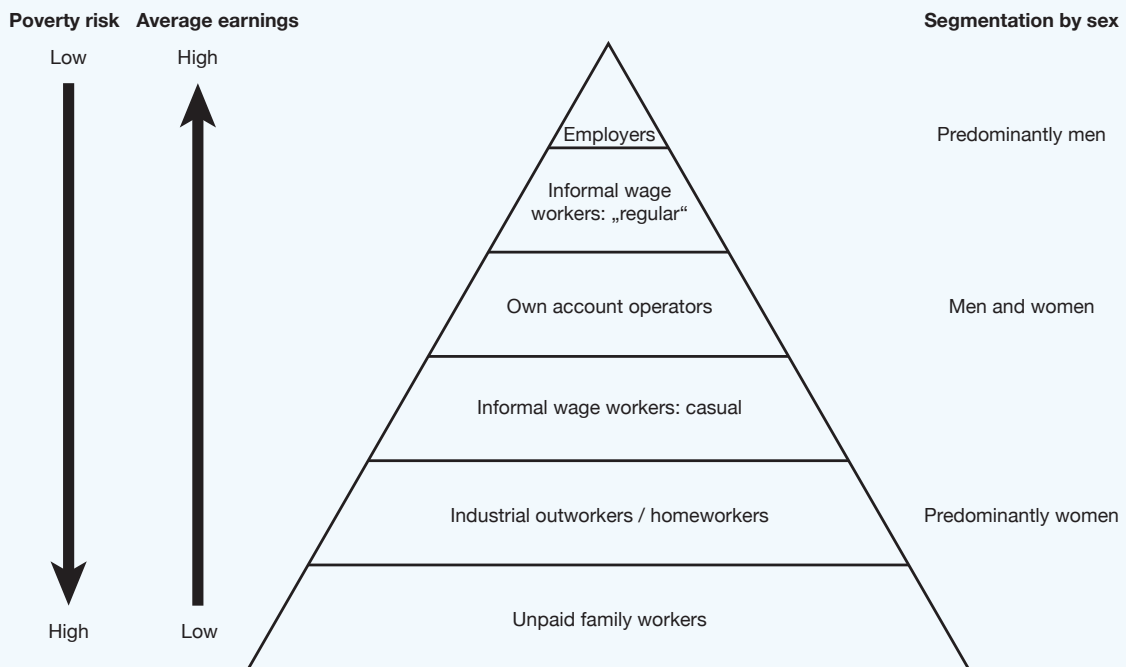 Poverty risk
Average earnings
Segmentation by sex
Low
High
Employers
Predominantly men
Informal wage
workers: „regular“
Own account operators
Men and women
Informal wage workers: casual
Industrial outworkers / homeworkers
Predominantly women
Unpaid family workers
High
Low